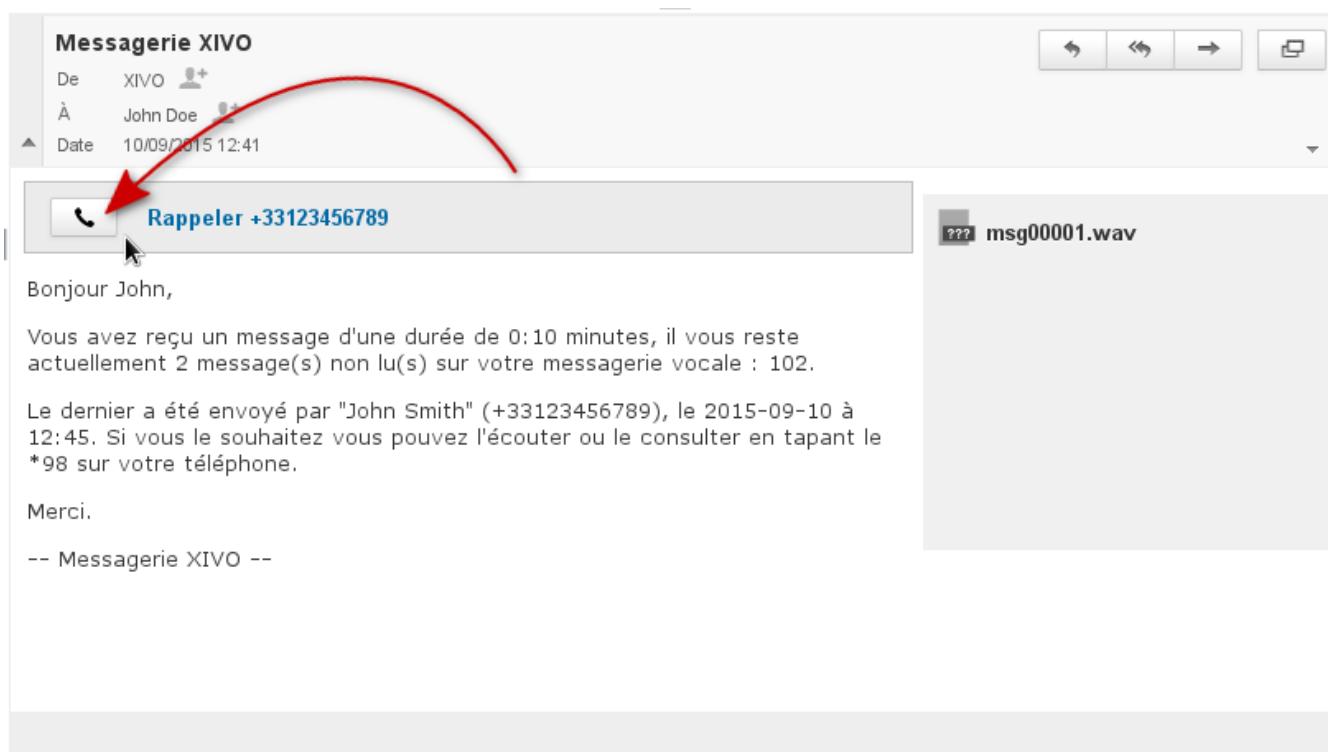 Messagerie XIVO
De XIVO
À John Doe
Date 10/09/2015 12:41
Rappeler +33123456789
??? msg00001.wav
Bonjour John,
Vous avez reçu un message d'une durée de 0:10 minutes, il vous reste
actuellement 2 message(s) non lu(s) sur votre messagerie vocale : 102.
Le dernier a été envoyé par "John Smith" (+33123456789), le 2015-09-10 à
12:45. Si vous le souhaitez vous pouvez l'écouter ou le consulter en tapant le
*98 sur votre téléphone.
Merci.
-- Messagerie XIVO --